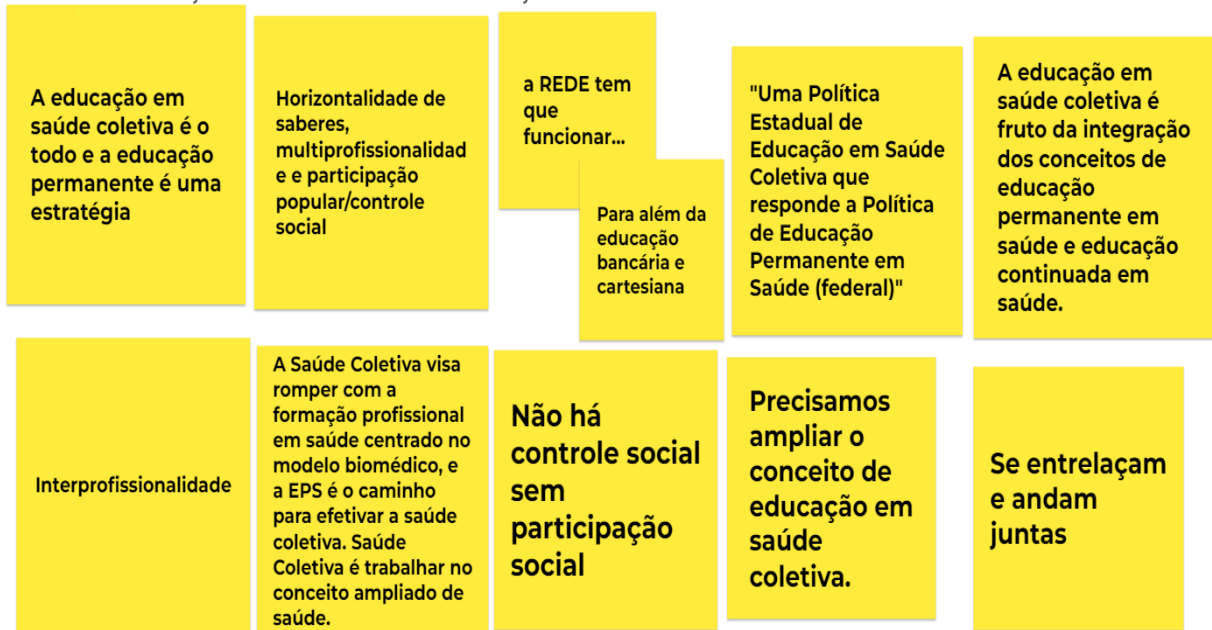 A educação em
saúde coletiva é o
todo e a educação
permanente é uma
estratégia
Horizontalidade de
saberes,
multiprofissionalidad
e e participação
popular/controle
social
a REDE tem
que
funcionar...
Para além da
educação
bancária e
cartesiana
"Uma Política
Estadual de
Educação em Saúde
Coletiva que
responde a Política
de Educação
Permanente em
Saúde (federal)"
A educação em
saúde coletiva é
fruto da integração
dos conceitos de
educação
permanente em
saúde e educação
continuada em
saúde.
Interprofissionalidade
A Saúde Coletiva visa
romper com a
formação profissional
em saúde centrado no
modelo biomédico, e
a EPS é o caminho
para efetivar a saúde
coletiva. Saúde
Coletiva é trabalhar no
conceito ampliado de
saúde.
Não há
controle social
sem
participação
social
Precisamos
ampliar o
conceito de
educação em
saúde
coletiva.
Se entrelaçam
e andam
juntas